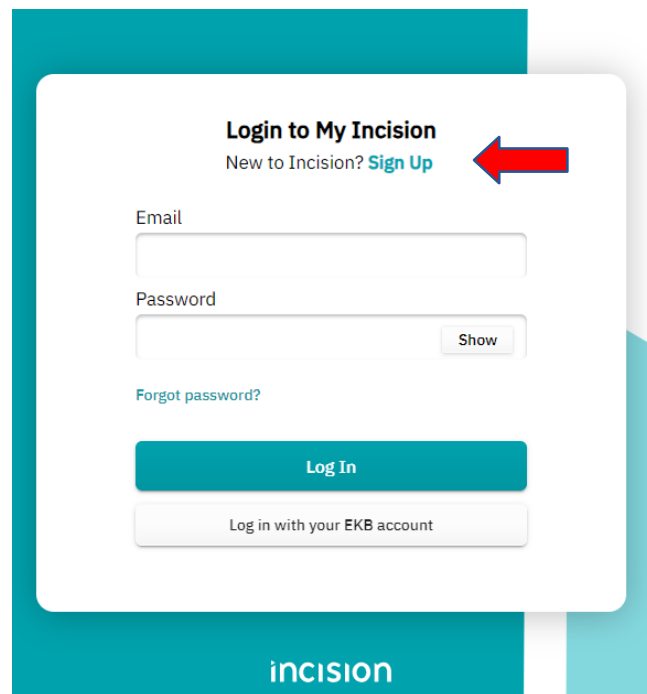 Login to My Incision
New to Incision? Sign Up
Email
Password
Show
Forgot password?
Log In
Log in with your EKB account
incision